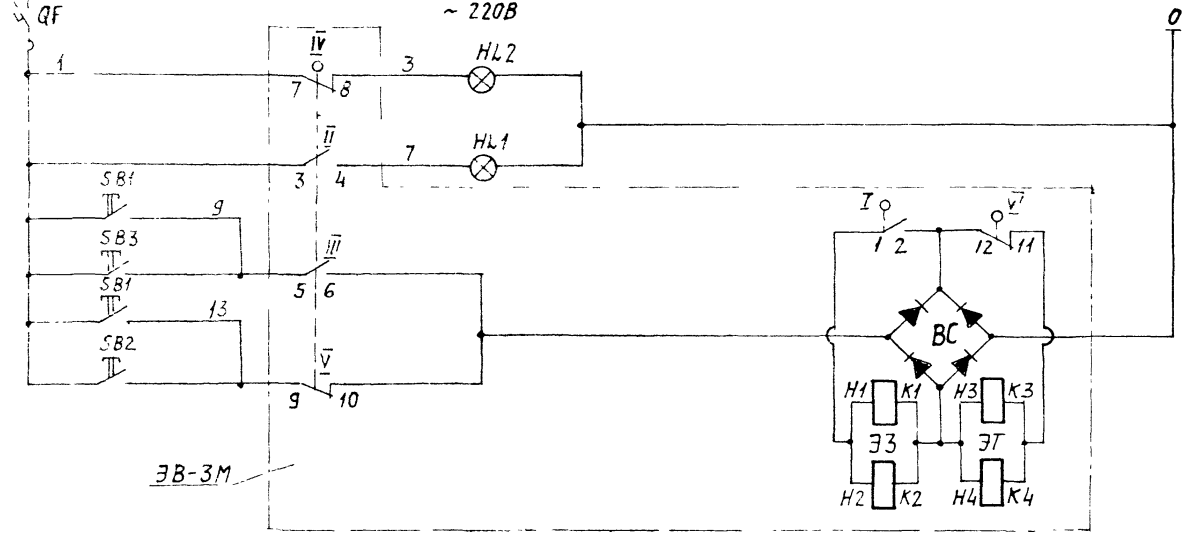 QF
~ 220В
0
IV
1
7
8
3
HL2
II
3
4
7
HL1
SB1
9
I
VI
1
2
12
11
SB3
III
5
6
SB1
13
ВС
SB2
V
9
10
Н1
К1
Н3
К3
ЭЗ
ЭТ
ЭВ-3М
Н2
К2
Н4
К4